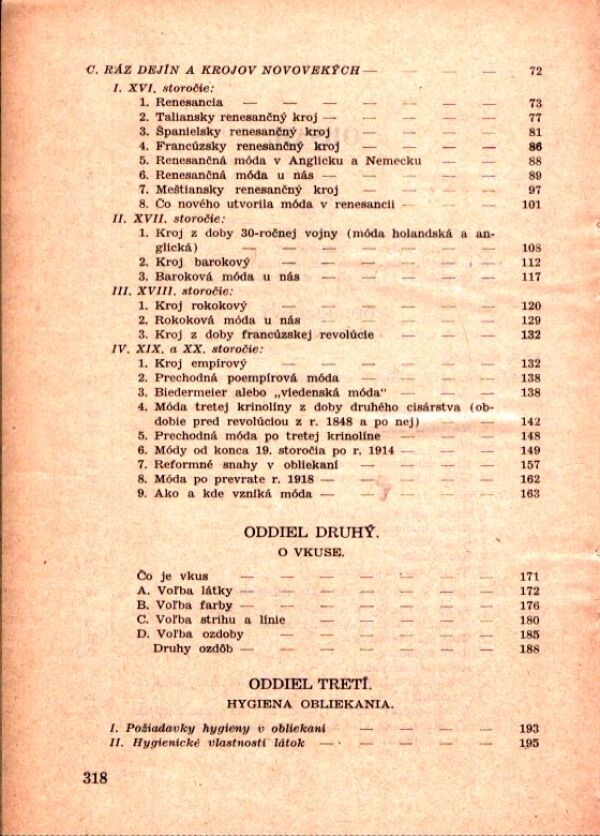 C. RÁZ DEJÍN A KROJOV NOVOVEKÝCH — — — — 72
I. XVI. storočie:
1. Renesancia — — — — — — — 73
2. Taliansky renesančný kroj — — — — — 77
3. Španielsky renesančný kroj — — — — 81
4. Francúzsky renesančný kroj — — — — 86
5. Renesančná móda v Anglicku a Nemecku — — 88
6. Renesančná móda u nás — — — — — 89
7. Meštiansky renesančný kroj — — — — 97
8. Čo nového utvorila móda v renesancii — — — 101
II. XVII. storočie:
1. Kroj z doby 30-ročnej vojny (móda holandská a an-
glická) — — — — — — — 108
2. Kroj barokový — — — — — — 112
3. Baroková móda u nás — — — — — 117
III. XVIII. storočie:
1. Kroj rokokový — — — — — — 120
2. Rokoková móda u nás — — — — — 129
3. Kroj z doby francúzskej revolúcie — — — 132
IV. XIX. a XX. storočie:
1. Kroj empírový — — — — — — 132
2. Prechodná poempírová móda — — — — 138
3. Biedermeier alebo „viedenská móda“ — — — 138
4. Móda tretej krinolíny z doby druhého cisárstva (ob-
dobie pred revolúciou z r. 1848 a po nej) — — 142
5. Prechodná móda po tretej krinolíne — — — 148
6. Módy od konca 19. storočia po r. 1914 — — — 149
7. Reformné snahy v obliekaní — — — — 157
8. Móda po prevrate r. 1918 — — — — — 162
9. Ako a kde vzniká móda — — — — — 163
ODDIEL DRUHÝ.
O VKUSE.
Čo je vkus — — — — — — — 171
A. Voľba látky — — — — — — — 172
B. Voľba farby — — — — — — — 176
C. Voľba strihu a línie — — — — — 180
D. Voľba ozdoby — — — — — — 185
Druhy ozdôb — — — — — — — 188
ODDIEL TRETÍ.
HYGIENA OBLIEKANIA.
I. Požiadavky hygieny v obliekaní — — — — 193
II. Hygienické vlastnosti látok — — — — — 195
318